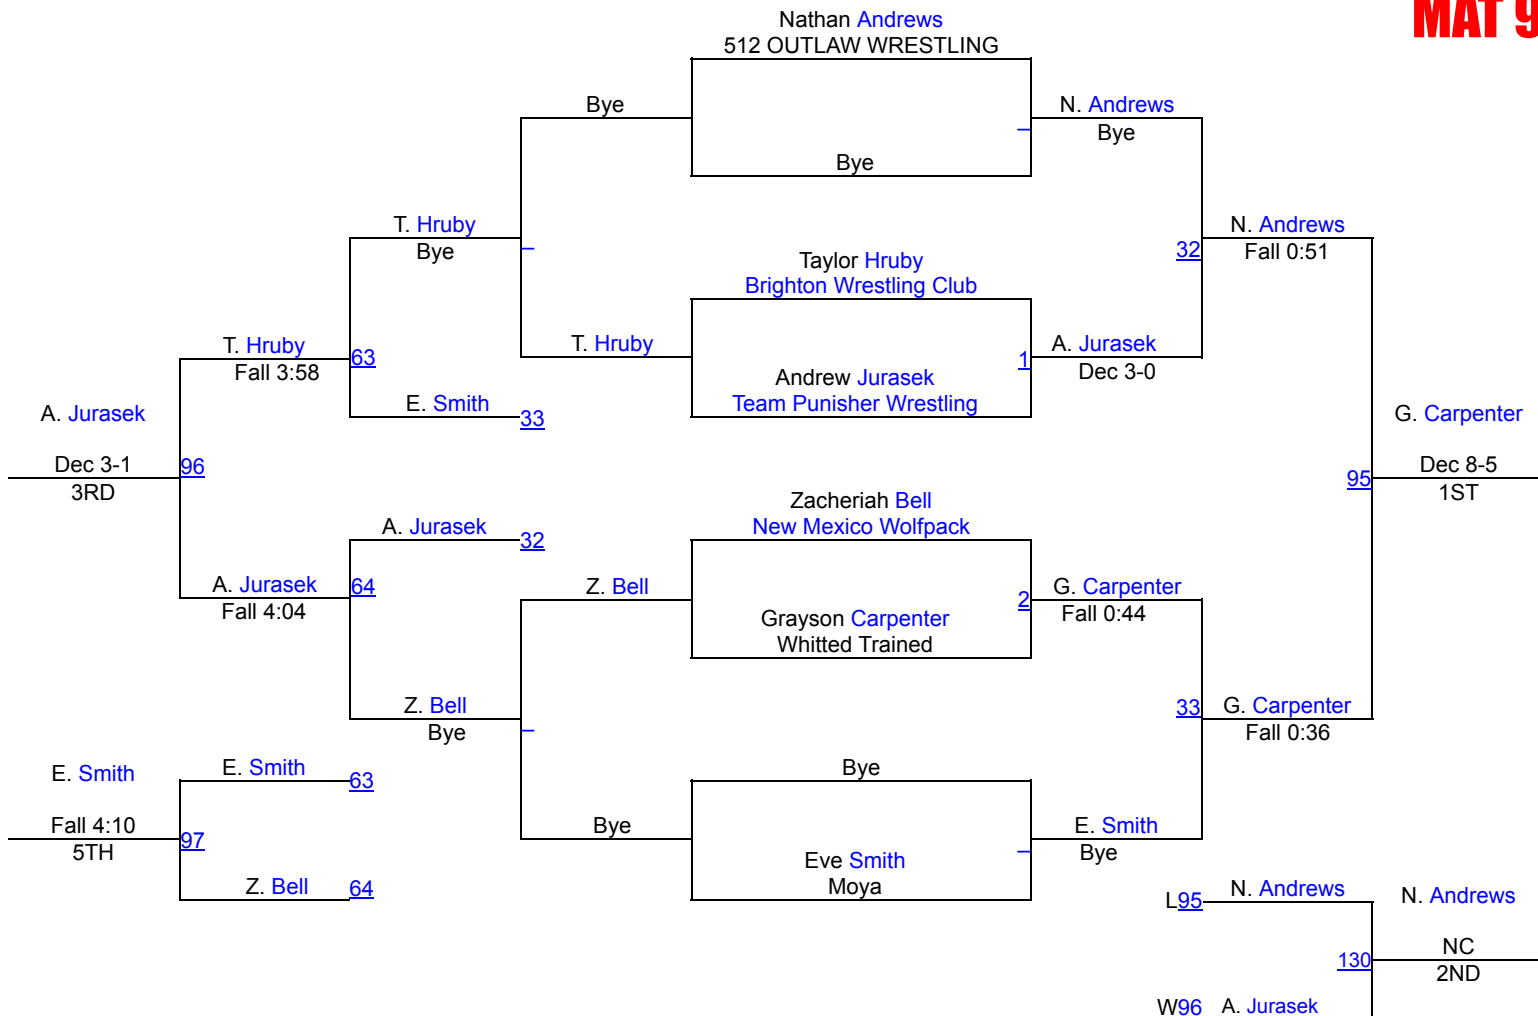 MAT 9
Nathan Andrews
512 OUTLAW WRESTLING
Bye
N. Andrews
Bye
Bye
T. Hruby
Bye
N. Andrews
32
Fall 0:51
Taylor Hruby
Brighton Wrestling Club
T. Hruby
Fall 3:58
63
T. Hruby
1
A. Jurasek
Dec 3-0
Andrew Jurasek
Team Punisher Wrestling
E. Smith 33
A. Jurasek
Dec 3-1
3RD
96
G. Carpenter
95
Dec 8-5
1ST
Zacheriah Bell
New Mexico Wolfpack
A. Jurasek 32
A. Jurasek
Fall 4:04
64
Z. Bell
2
G. Carpenter
Fall 0:44
Grayson Carpenter
Whitted Trained
Z. Bell
Bye
33
G. Carpenter
Fall 0:36
E. Smith
E. Smith 63
Bye
Fall 4:10
5TH
97
Bye
E. Smith
Bye
Eve Smith
Moya
Z. Bell 64
L95 N. Andrews
N. Andrews
130
NC
2ND
W96 A. Jurasek